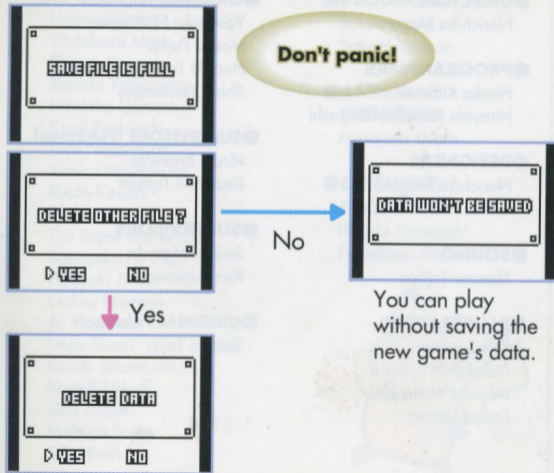 SAVE FILE IS FULL
Don't panic!
DELETE OTHER FILE ?
▷ YES NO
No
DATA WON'T BE SAVED
You can play
without saving the
new game's data.
Yes
DELETE DATA
▷ YES NO